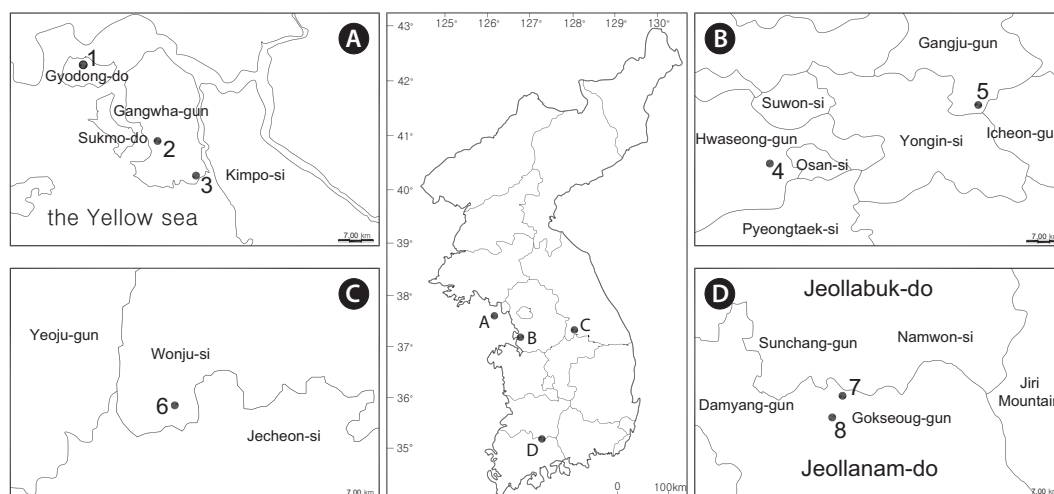 A
1
Gyodong-do
Gangwha-gun
Sukmo-do
2
3
Kimpo-si
the Yellow sea
7.00 km
C
Yeoju-gun
Wonju-si
6
Jecheon-si
7.00 km
125° 126° 127° 128° 129° 130°
43°
42°
41°
40°
39°
38°
37°
36°
35°
A
B
C
D
0 100km
B
Gangju-gun
5
Suwon-si
Icheon-gu
Hwaseong-gun
Yongin-si
4
Osan-si
Pyeongtaek-si
7.00 km
D
Jeollabuk-do
Namwon-si
Sunchang-gun
7
Jiri
Mountain
Damyang-gun
8
Gokseoug-gun
Jeollanam-do
7.00 km